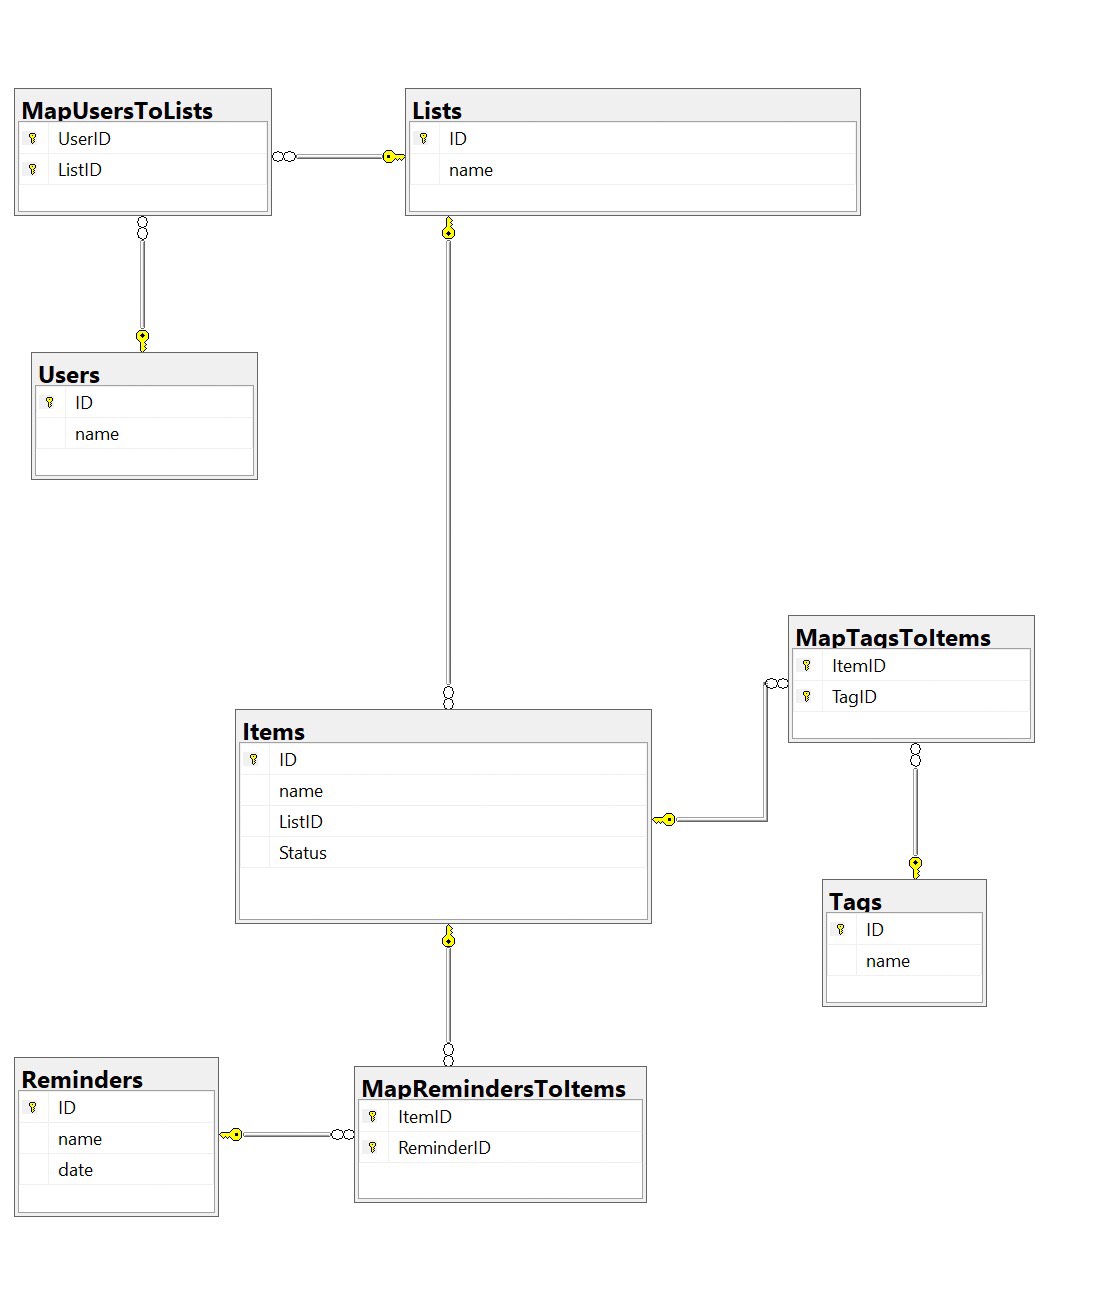 MapUsersToLists
UserID
ListID
Lists
ID
name
Users
ID
name
MapTagsToItems
ItemID
TagID
Items
ID
name
ListID
Status
Tags
ID
name
Reminders
ID
name
date
MapRemindersToItems
ItemID
ReminderID